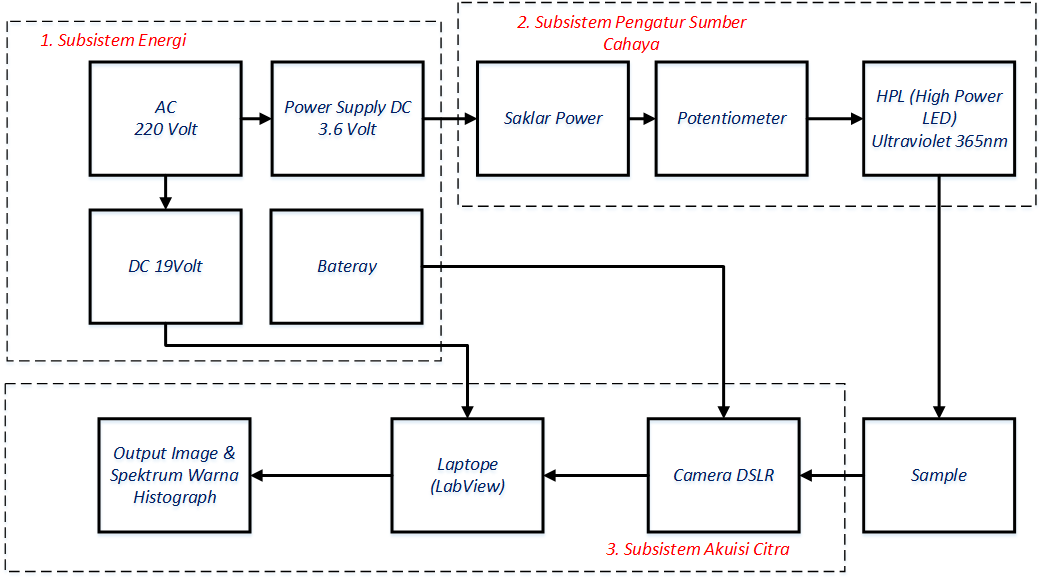 1. Subsistem Energi
2. Subsistem Pengatur Sumber
Cahaya
AC
220 Volt
Power Supply DC
3.6 Volt
Saklar Power
Potentiometer
HPL (High Power
LED)
Ultraviolet 365nm
DC 19Volt
Bateray
Output Image &
Spektrum Warna
Histograph
Laptope
(LabView)
Camera DSLR
Sample
3. Subsistem Akuisi Citra